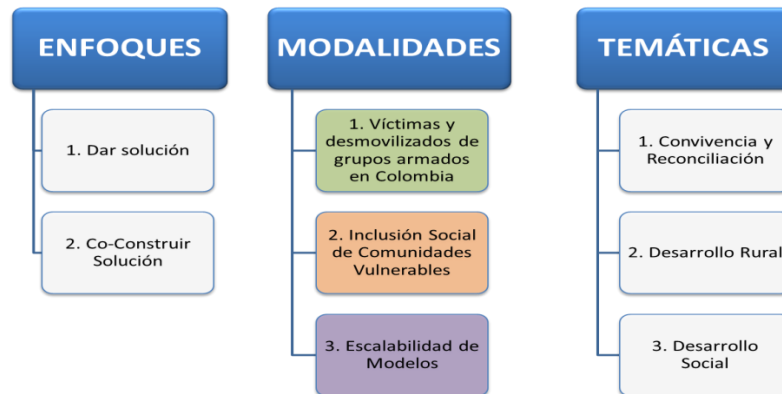 ENFOQUES
1. Dar solución
2. Co-Construir
Solución
MODALIDADES
1. Víctimas y
desmovilizados de
grupos armados
en Colombia
2. Inclusión Social
de Comunidades
Vulnerables
3. Escalabilidad de
Modelos
TEMÁTICAS
1. Convivencia y
Reconciliación
2. Desarrollo Rural
3. Desarrollo
Social